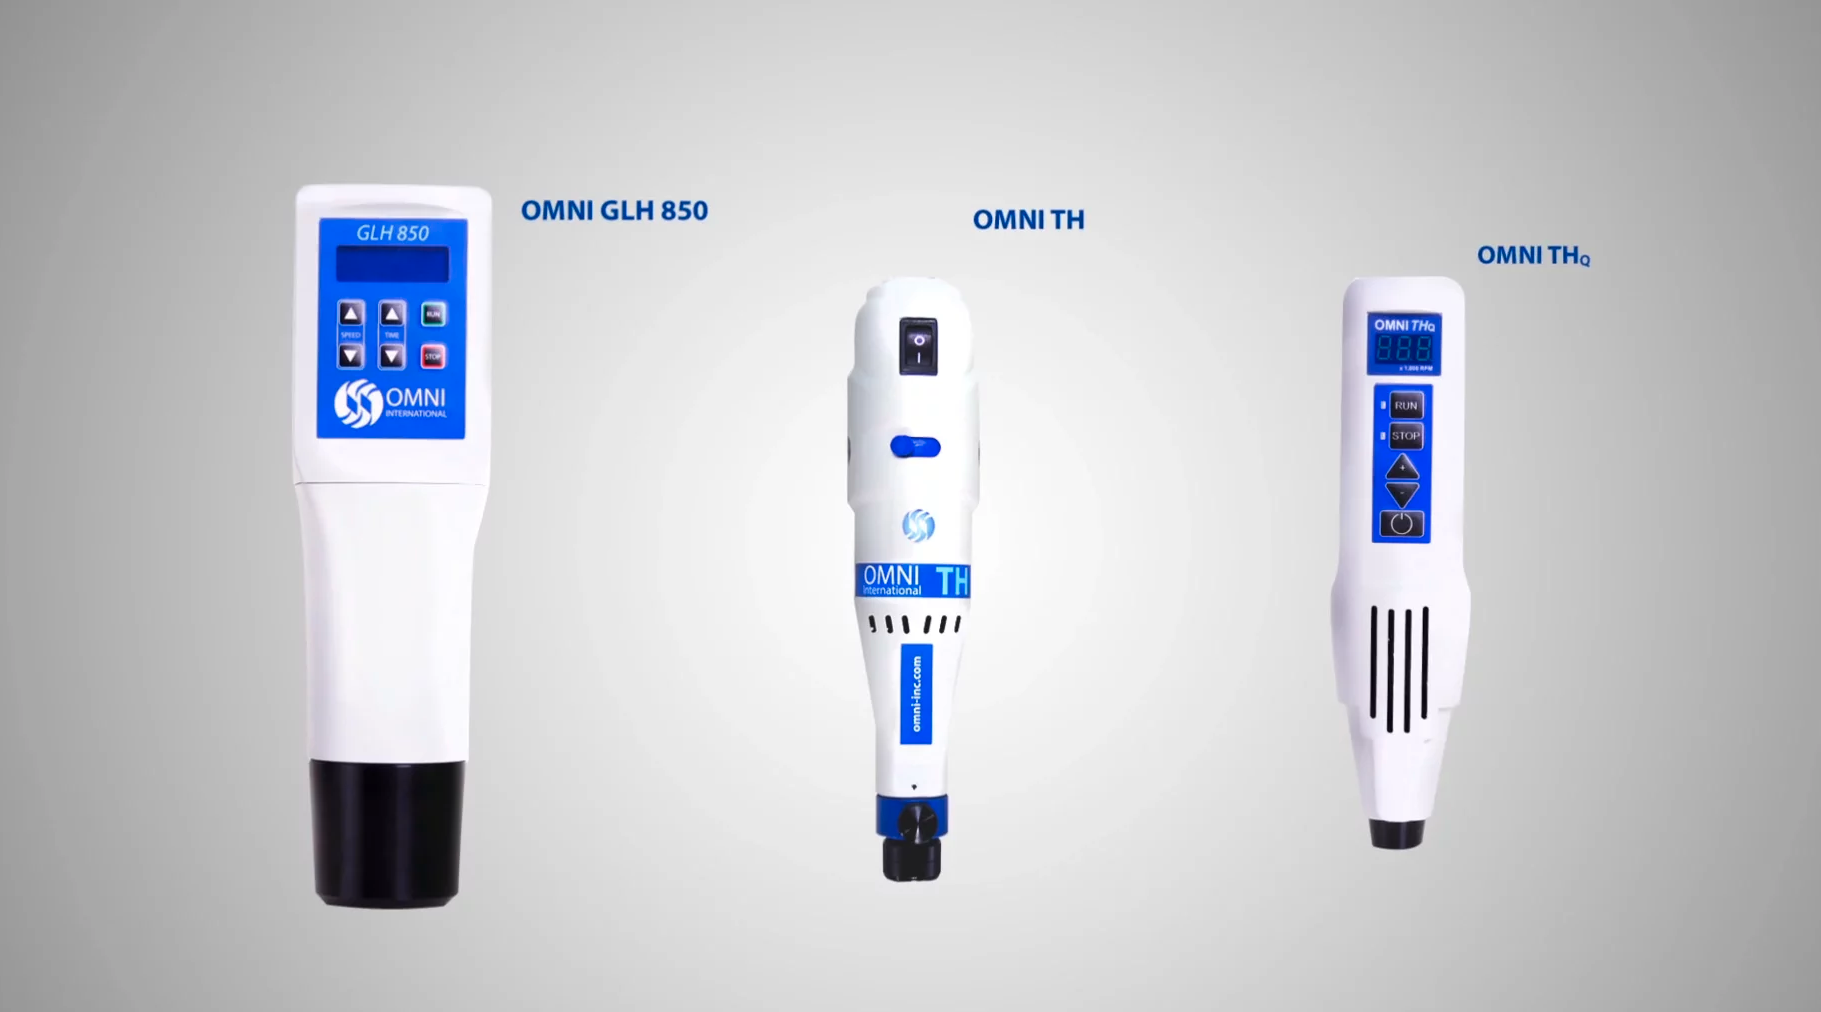 OMNI GLH 850
GLH 850
SPEED
TIME
RUN
STOP
OMNI
INTERNATIONAL
OMNI TH
OMNI
International
TH
omni-inc.com
OMNI THQ
OMNI THQ
888
x 1,000 RPM
RUN
STOP
+
-